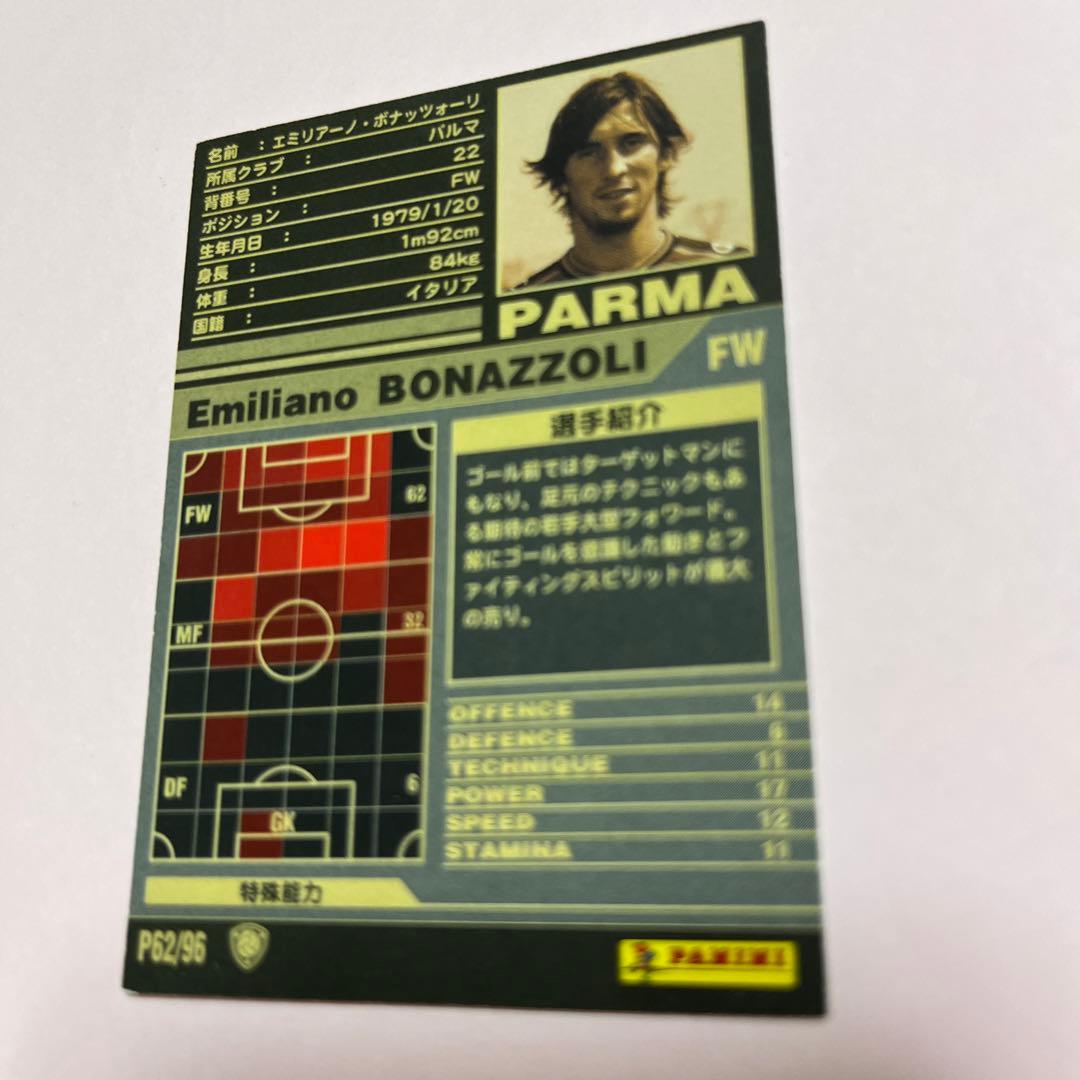 名前 : エミリアーノ・ボナッツォーリ
所属クラブ : パルマ
背番号 : 22
ポジション : FW
生年月日 : 1979/1/20
身長 : 1m92cm
体重 : 84kg
国籍 : イタリア
PARMA
Emiliano BONAZZOLI FW
選手紹介
ゴール前ではターゲットマンに
もなり、足元のテクニックもあ
る期待の若手大型フォワード。
常にゴールを意識した動きとフ
ァイティングスピリットが最大
の売り。
FW 62
MF 32
DF 6
GK
OFFENCE 14
DEFENCE
TECHNIQUE 11
POWER 17
SPEED 12
STAMINA 11
特殊能力
P62/96
PANINI